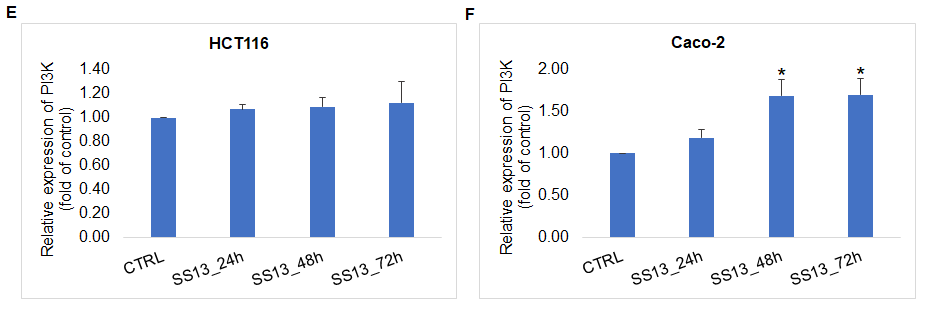 E
HCT116
Relative expression of PI3K
(fold of control)
1.40
1.20
1.00
0.80
0.60
0.40
0.20
0.00
CTRL
SS13_24h
SS13_48h
SS13_72h
F
Caco-2
Relative expression of PI3K
(fold of control)
2.00
1.50
1.00
0.50
0.00
*
*
CTRL
SS13_24h
SS13_48h
SS13_72h